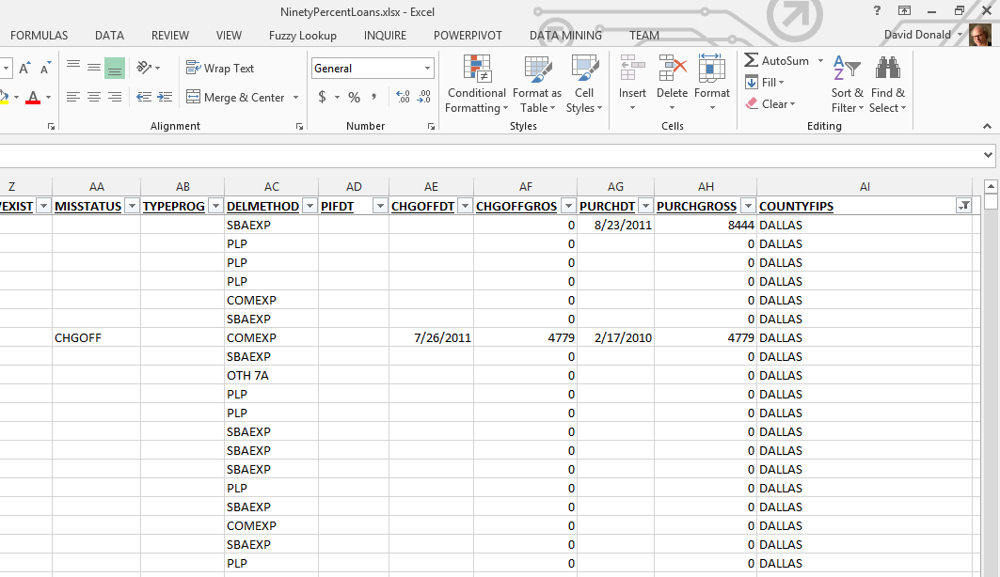 NinetyPercentLoans.xlsx - Excel ?
FORMULAS DATA REVIEW VIEW Fuzzy Lookup INQUIRE POWERPIVOT DATA MINING TEAM David Donald
A A Wrap Text General AutoSum
Fill
A Merge & Center $ % , .00 .00 Conditional Format as Cell Insert Delete Format Clear Sort & Find &
Formatting Table Styles Filter Select
Alignment Number Styles Cells Editing
Z AA AB AC AD AE AF AG AH AI
VEXIST MISSTATUS TYPEPROG DELMETHOD PIFDT CHGOFFDT CHGOFFGROS PURCHDT PURCHGROSS COUNTYFIPS
SBAEXP 0 8/23/2011 8444 DALLAS
PLP 0 0 DALLAS
PLP 0 0 DALLAS
PLP 0 0 DALLAS
COMEXP 0 0 DALLAS
SBAEXP 0 0 DALLAS
CHGOFF COMEXP 7/26/2011 4779 2/17/2010 4779 DALLAS
SBAEXP 0 0 DALLAS
OTH 7A 0 0 DALLAS
PLP 0 0 DALLAS
PLP 0 0 DALLAS
SBAEXP 0 0 DALLAS
SBAEXP 0 0 DALLAS
SBAEXP 0 0 DALLAS
PLP 0 0 DALLAS
SBAEXP 0 0 DALLAS
COMEXP 0 0 DALLAS
SBAEXP 0 0 DALLAS
PLP 0 0 DALLAS